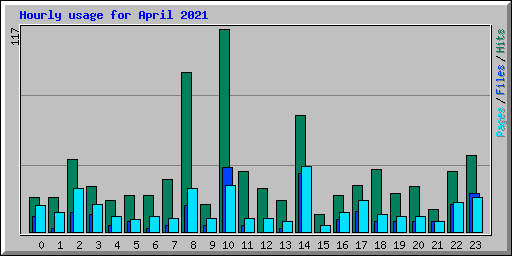 Hourly usage for April 2021
117
Pages/Files/Hits
0 1 2 3 4 5 6 7 8 9 10 11 12 13 14 15 16 17 18 19 20 21 22 23